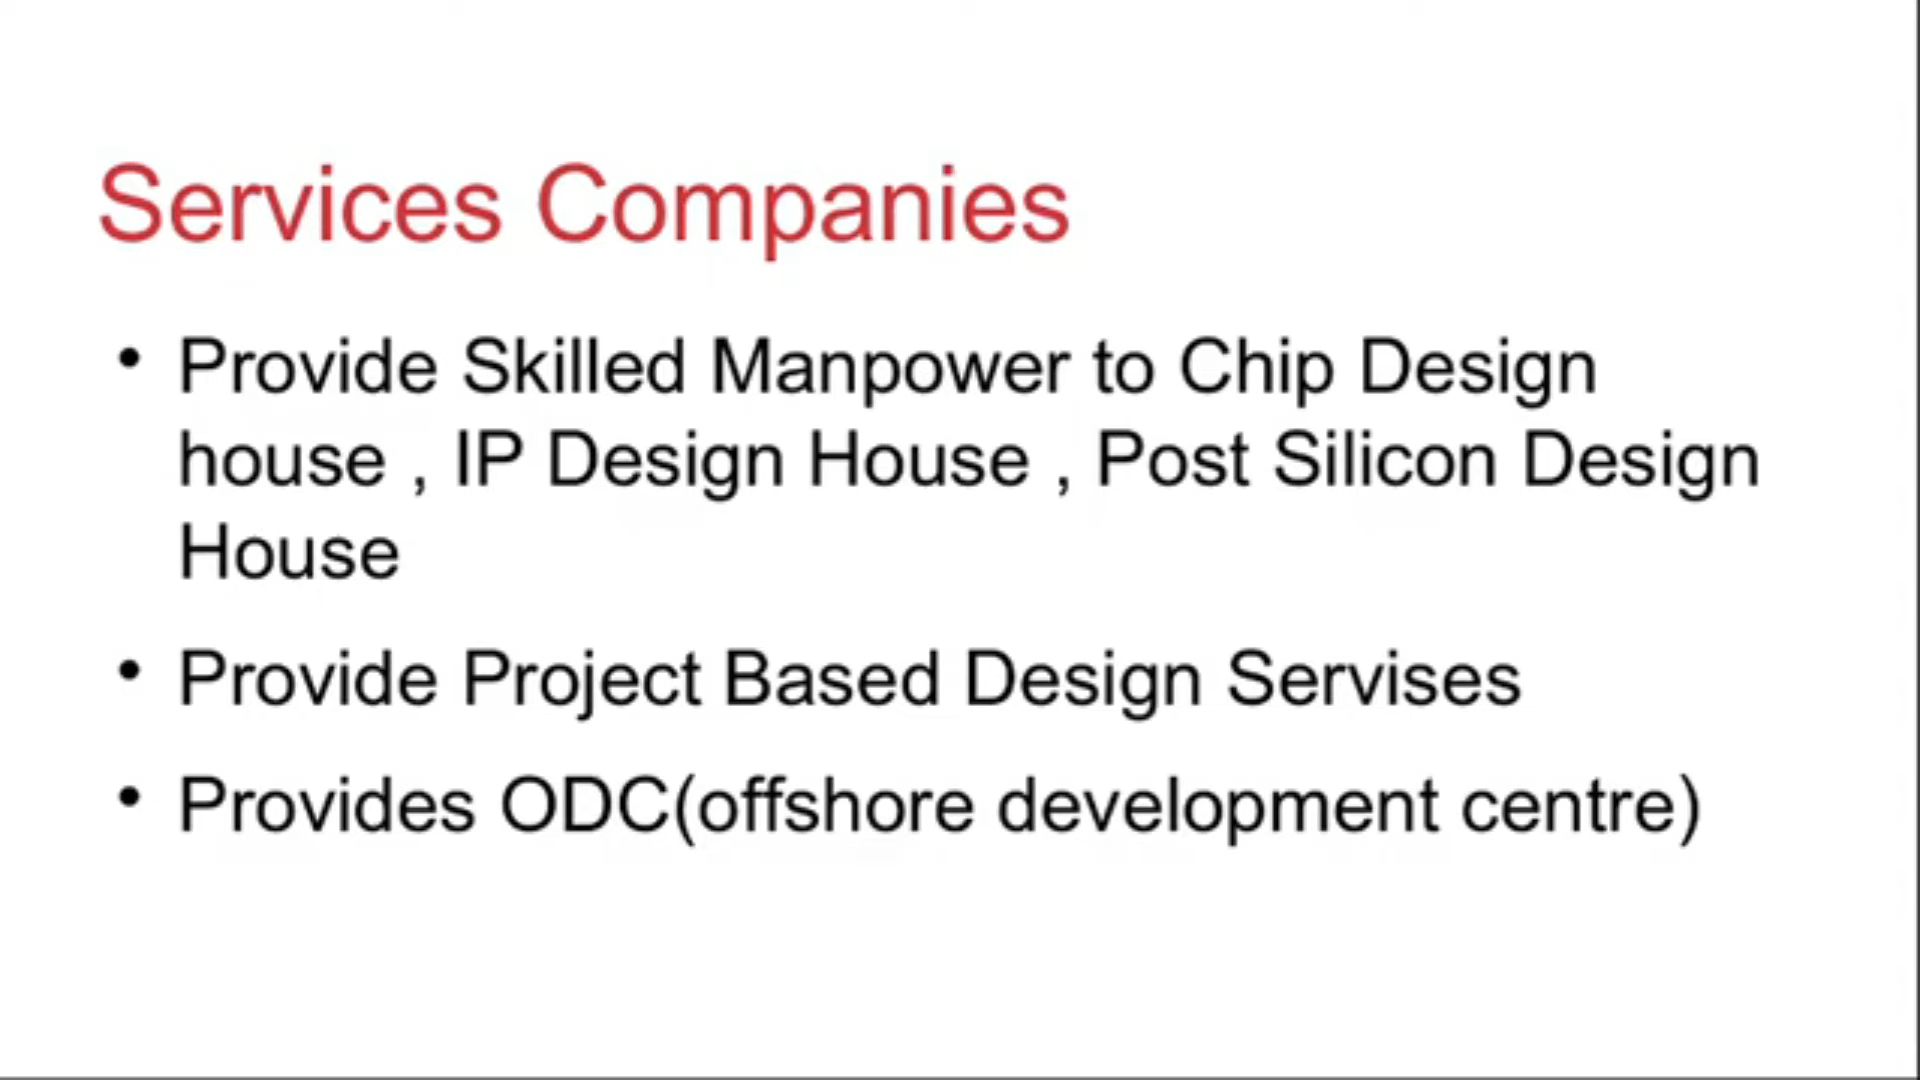 Services Companies
• Provide Skilled Manpower to Chip Design
house , IP Design House , Post Silicon Design
House
• Provide Project Based Design Servises
• Provides ODC(offshore development centre)